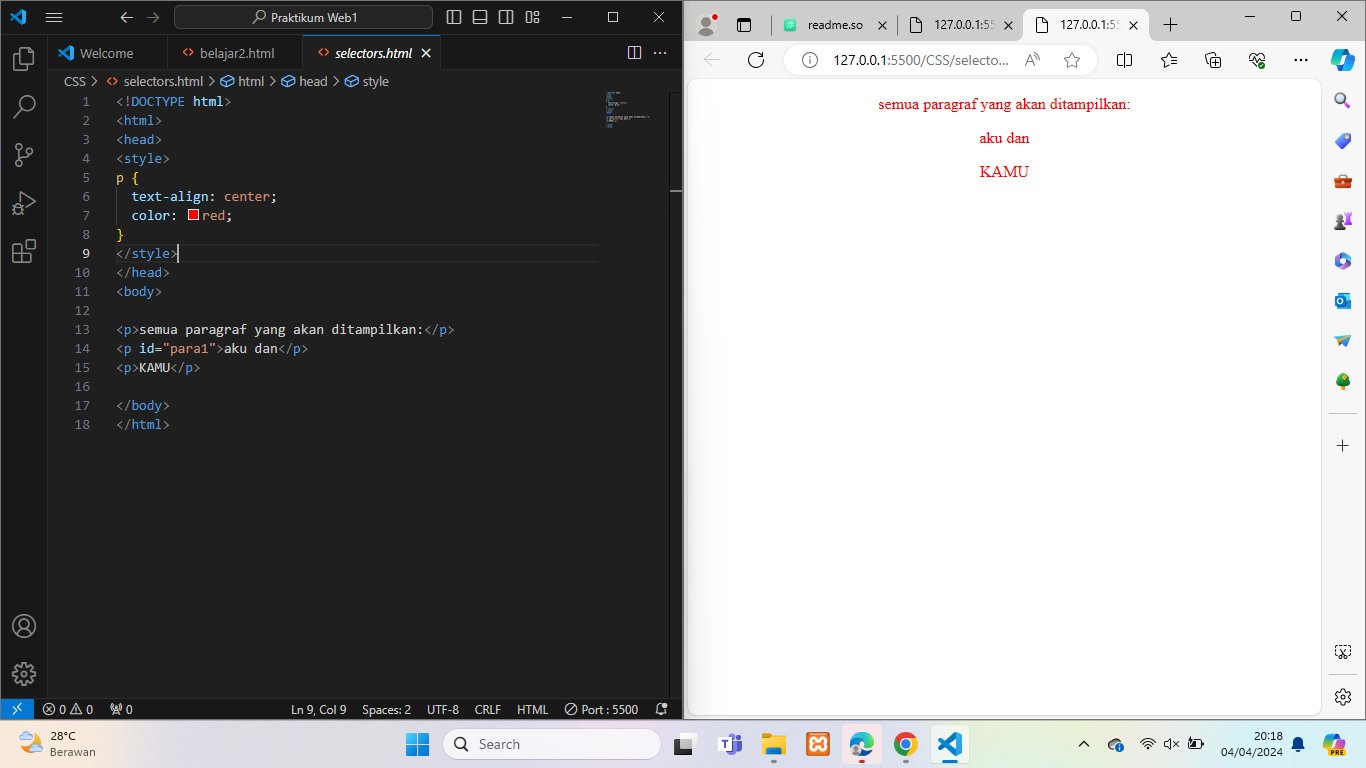 Praktikum Web1
Welcome
belajar2.html
selectors.html
CSS > selectors.html > html > head > style
1 <!DOCTYPE html>
2 <html>
3 <head>
4 <style>
5 p {
6 text-align: center;
7 color: red;
8 }
9 </style>
10 </head>
11 <body>
12
13 <p>semua paragraf yang akan ditampilkan:</p>
14 <p id="para1">aku dan</p>
15 <p>KAMU</p>
16
17 </body>
18 </html>
0 0 0
Ln 9, Col 9 Spaces: 2 UTF-8 CRLF HTML Port : 5500
readme.so
127.0.0.1:55
127.0.0.1:55
127.0.0.1:5500/CSS/selecto...
semua paragraf yang akan ditampilkan:
aku dan
KAMU
28°C
Berawan
Search
20:18
04/04/2024
PRE